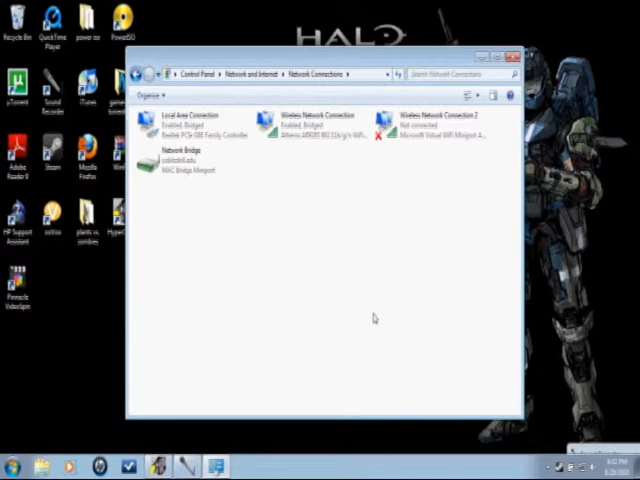 HALO
Recycle Bin
QuickTime Player
power iso
PowerISO
Control Panel
Network and Internet
Network Connections
Search Network Connections
Organize
uTorrent
Sound Recorder
iTunes
Local Area Connection
Enabled, Bridged
Realtek PCIe GBE Family Controller
Wireless Network Connection
Enabled, Bridged
Wireless Network Connection 2
Not connected
Microsoft Virtual WiFi Miniport A...
Network Bridge
MAC Bridge Miniport
Adobe Reader 9
Steam
Mozilla Firefox
HP Support Assistant
plants vs. zombies
Pinnacle VideoSpin